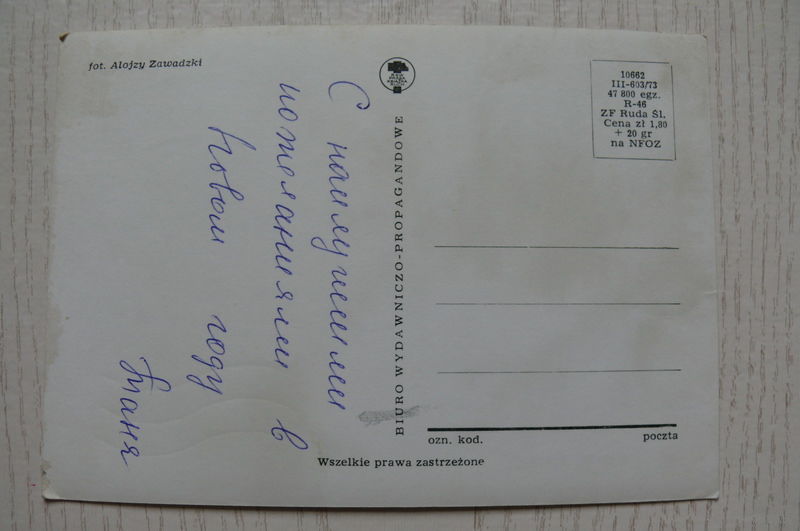 fot. Alojzy Zawadzki
С наилучшими
пожеланиями в
Новом году
Таня
BIURO WYDAWNICZO-PROPAGANDOWE
10662
III-603/73
47 800 egz.
R-46
ZF Ruda Śl.
Cena zł 1,80
+ 20 gr
na NFOZ
ozn. kod.
poczta
Wszelkie prawa zastrzeżone